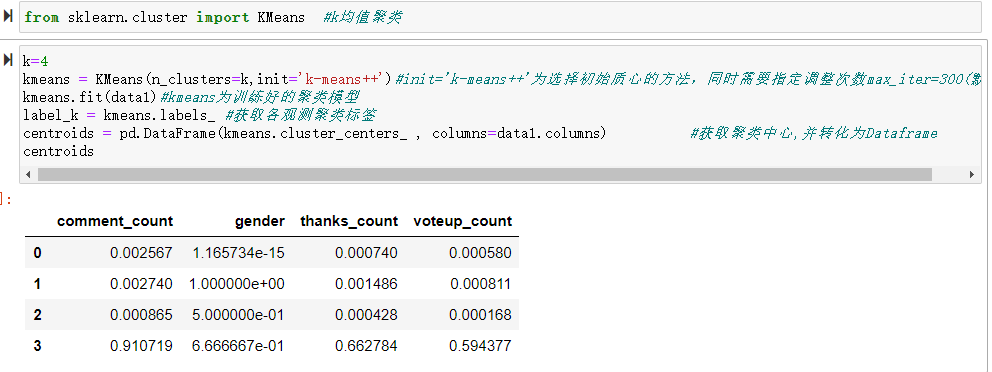 from sklearn.cluster import KMeans  #k均值聚类
k=4
kmeans = KMeans(n_clusters=k,init='k-means++')#init='k-means++'为选择初始质心的方法，同时需要指定调整次数max_iter=300(默
kmeans.fit(data1)#kmeans为训练好的聚类模型
label_k = kmeans.labels_ #获取各观测聚类标签
centroids = pd.DataFrame(kmeans.cluster_centers_ , columns=data1.columns)          #获取聚类中心,并转化为Dataframe
centroids
]:
comment_count gender thanks_count voteup_count
0 0.002567 1.165734e-15 0.000740 0.000580
1 0.002740 1.000000e+00 0.001486 0.000811
2 0.000865 5.000000e-01 0.000428 0.000168
3 0.910719 6.666667e-01 0.662784 0.594377